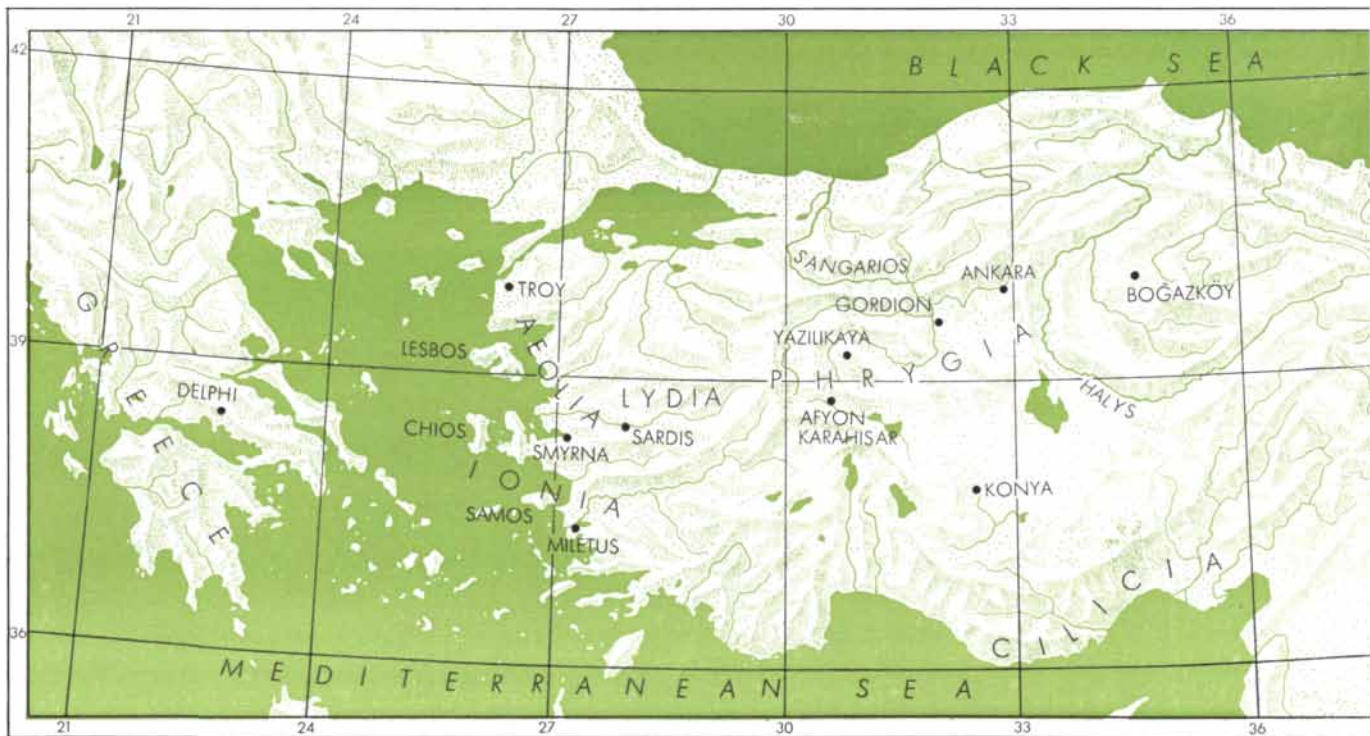 21 24 27 30 33 36
42
BLACK SEA
SANGARIOS
ANKARA
TROY
GORDION
BOĞAZKÖY
YAZILIKAYA
39
LESBOS
AEOLIA
PHRYGIA
GREECE
DELPHI
LYDIA
HALYS
CHIOS
SARDIS
AFYON
KARAHISAR
SMYRNA
IONIA
KONYA
SAMOS
MILETUS
CILICIA
36
MEDITERRANEAN SEA
21 24 27 30 33 36